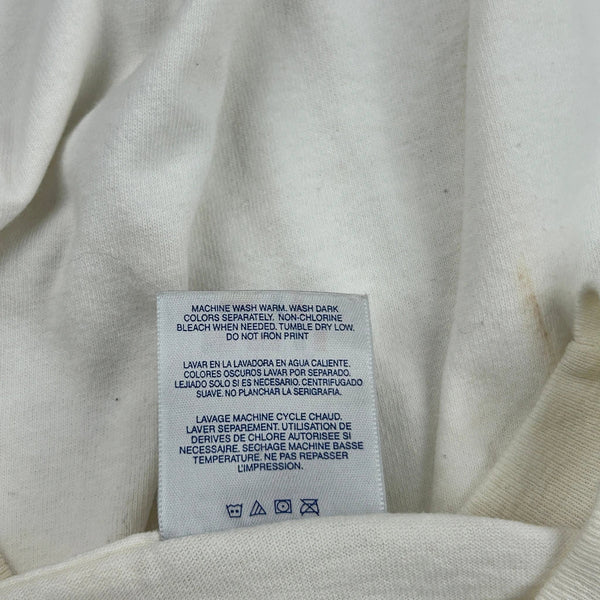 MACHINE WASH WARM. WASH DARK
COLORS SEPARATELY. NON-CHLORINE
BLEACH WHEN NEEDED. TUMBLE DRY LOW.
DO NOT IRON PRINT
LAVAR EN LA LAVADORA EN AGUA CALIENTE.
COLORES OSCUROS LAVAR POR SEPARADO.
LEJIADO SOLO SI ES NECESARIO. CENTRIFUGADO
SUAVE. NO PLANCHAR LA SERIGRAFIA.
LAVAGE MACHINE CYCLE CHAUD.
LAVER SEPAREMENT. UTILISATION DE
DERIVES DE CHLORE AUTORISEE SI
NECESSAIRE. SECHAGE MACHINE BASSE
TEMPERATURE. NE PAS REPASSER
L'IMPRESSION.